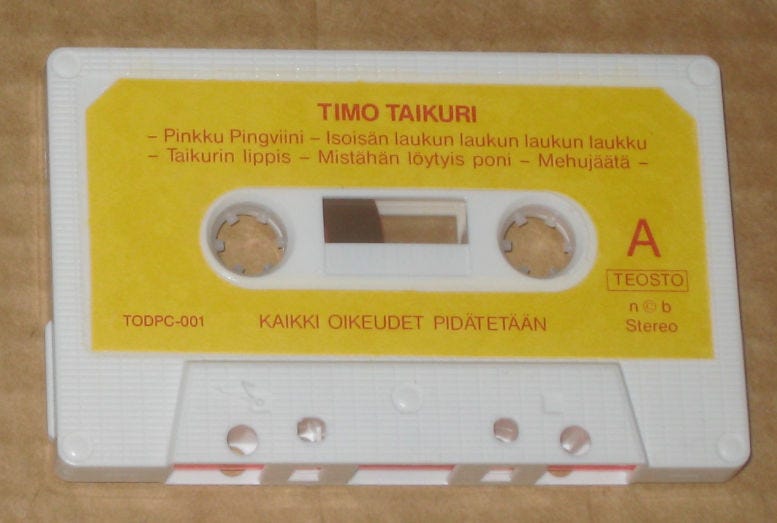 TIMO TAIKURI
– Pinkku Pingviini – Isoisän laukun laukun laukun laukku
– Taikurin lippis – Mistähän löytyis poni – Mehujäätä –
A
TEOSTO
n © b
Stereo
TODPC-001
KAIKKI OIKEUDET PIDÄTETÄÄN